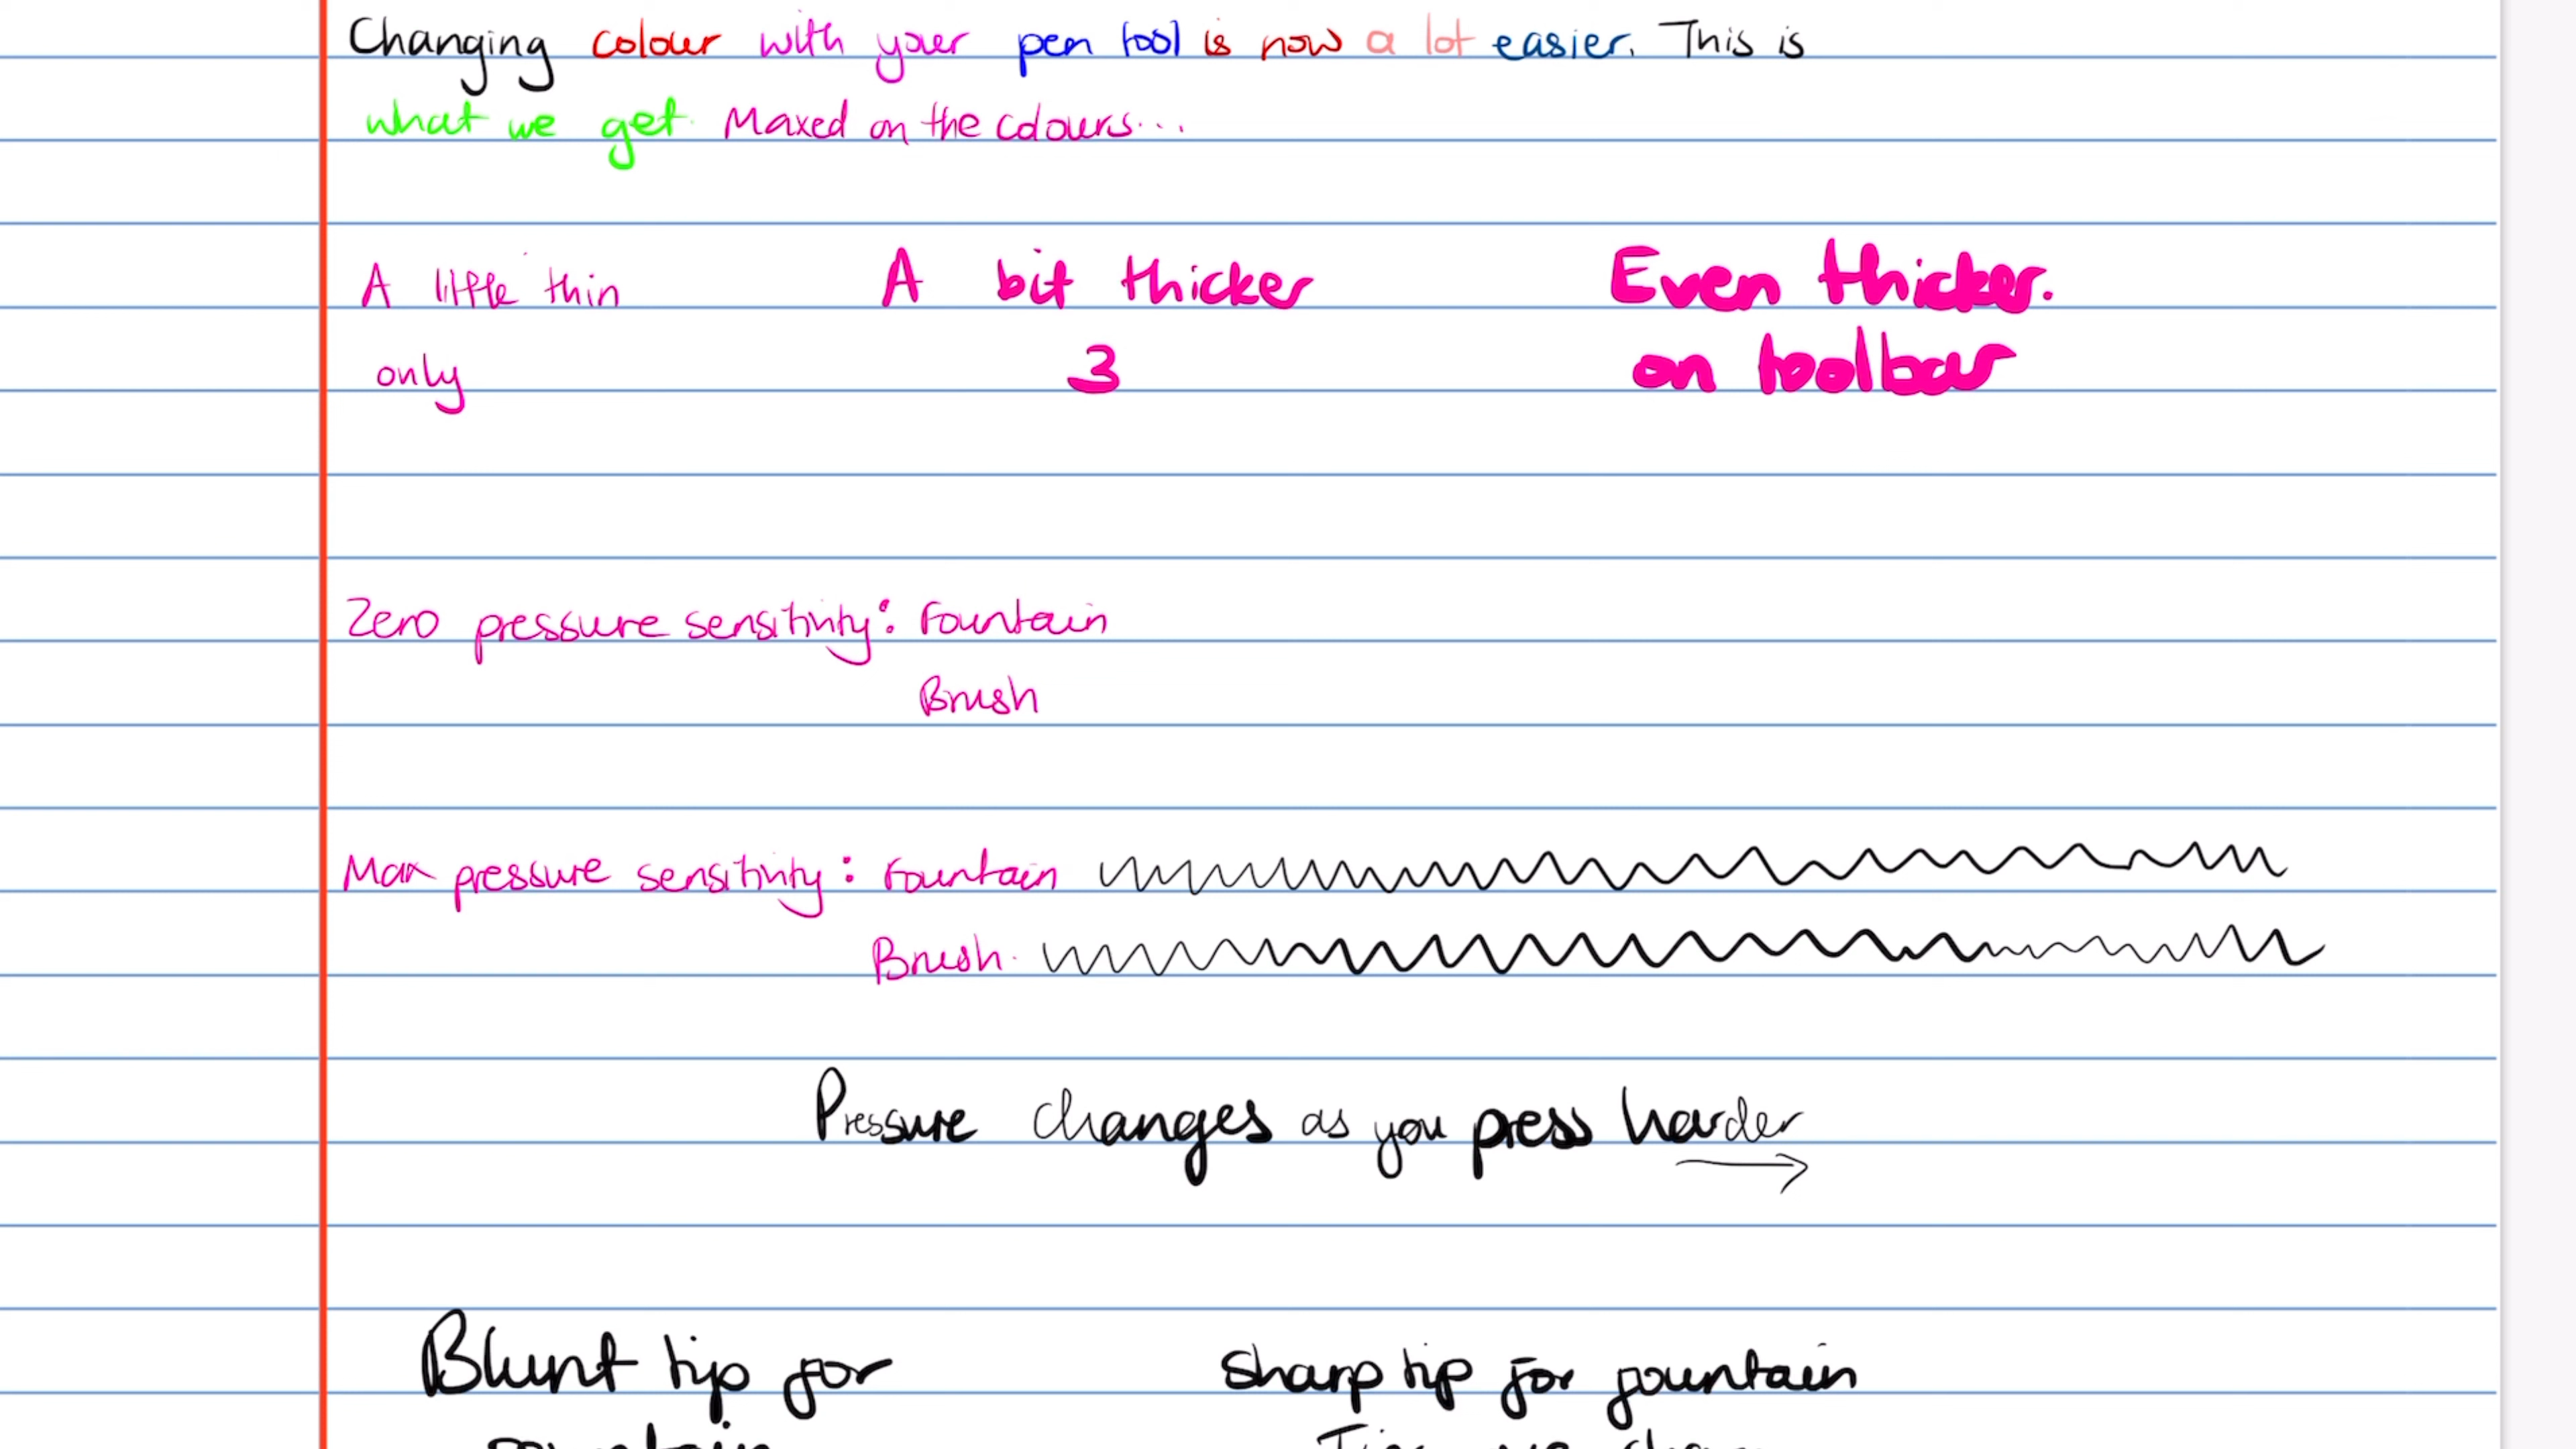 Changing colour with your pen tool is now a lot easier. This is
what we get. Maxed on the colours...
A little thin A bit thicker Even thicker.
only 3 on toolbar
Zero pressure sensitivity: Fountain
Brush
Max pressure sensitivity: Fountain
Brush.
Pressure changes as you press harder
Blunt tip for sharp tip for fountain
fountain